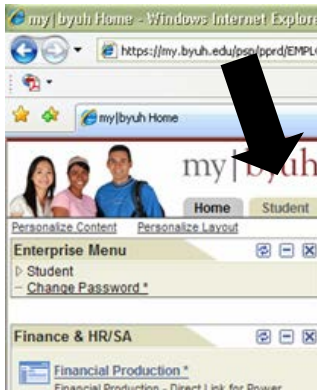 my|byuh Home - Windows Internet Explore
https://my.byuh.edu/psp/pprd/EMPL
my|byuh Home
my|byuh
Home Student
Personalize Content Personalize Layout
Enterprise Menu
Student
Change Password *
Finance & HR/SA
Financial Production *
Financial Production - Direct Link for Power